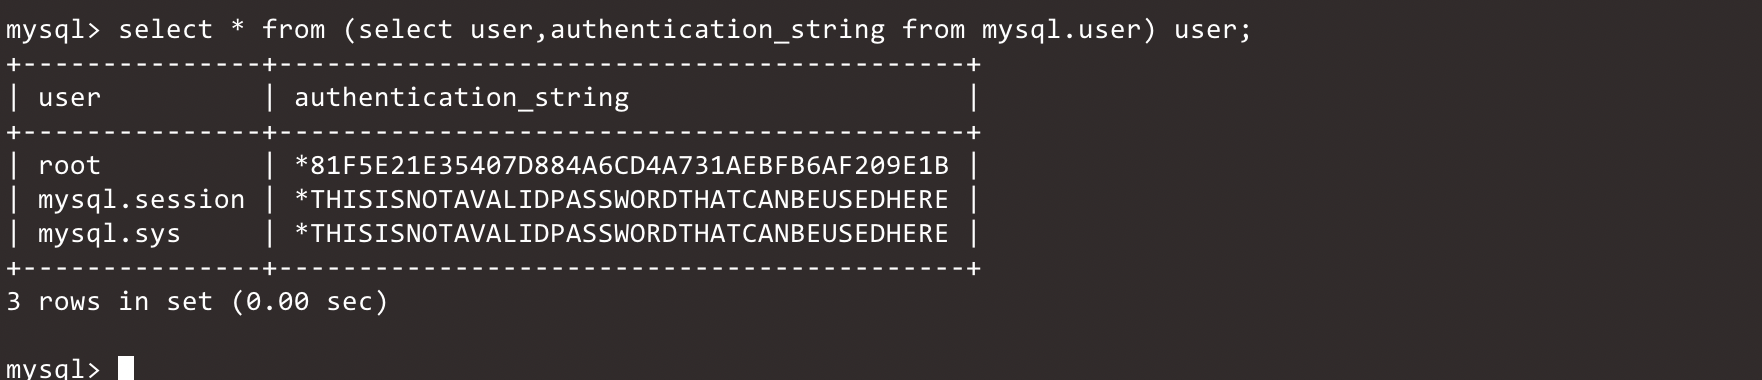 mysql> select * from (select user,authentication_string from mysql.user) user;
+---------------+-------------------------------------------+
| user          | authentication_string                     |
+---------------+-------------------------------------------+
| root          | *81F5E21E35407D884A6CD4A731AEBFB6AF209E1B |
| mysql.session | *THISISNOTAVALIDPASSWORDTHATCANBEUSEDHERE |
| mysql.sys     | *THISISNOTAVALIDPASSWORDTHATCANBEUSEDHERE |
+---------------+-------------------------------------------+
3 rows in set (0.00 sec)
mysql>